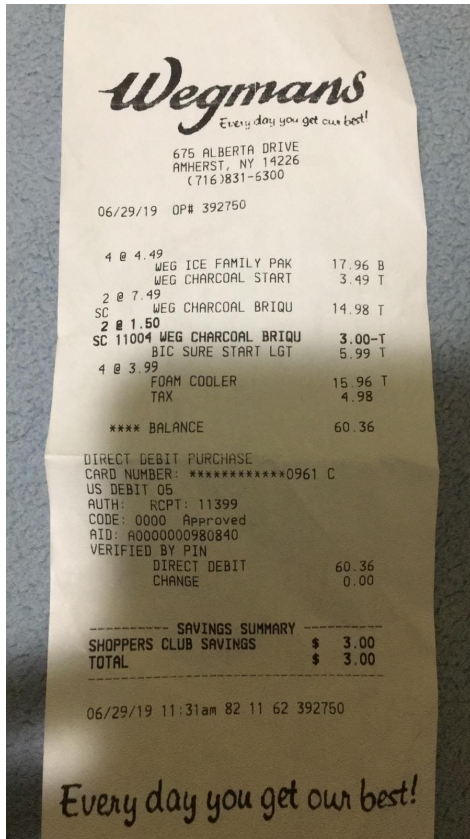 Wegmans
Every day you get our best!
675 ALBERTA DRIVE
AMHERST, NY 14226
(716)831-6300
06/29/19 OP# 392750
4 @ 4.49
WEG ICE FAMILY PAK 17.96 B
WEG CHARCOAL START 3.49 T
2 @ 7.49
SC WEG CHARCOAL BRIQU 14.98 T
2 @ 1.50
SC 11004 WEG CHARCOAL BRIQU 3.00-T
BIC SURE START LGT 5.99 T
4 @ 3.99
FOAM COOLER 15.96 T
TAX 4.98
**** BALANCE 60.36
DIRECT DEBIT PURCHASE
CARD NUMBER: ************0961 C
US DEBIT 05
AUTH: RCPT: 11399
CODE: 0000 Approved
AID: A0000000980840
VERIFIED BY PIN
DIRECT DEBIT 60.36
CHANGE 0.00
---------- SAVINGS SUMMARY ----------
SHOPPERS CLUB SAVINGS $ 3.00
TOTAL $ 3.00
06/29/19 11:31am 82 11 62 392750
Every day you get our best!